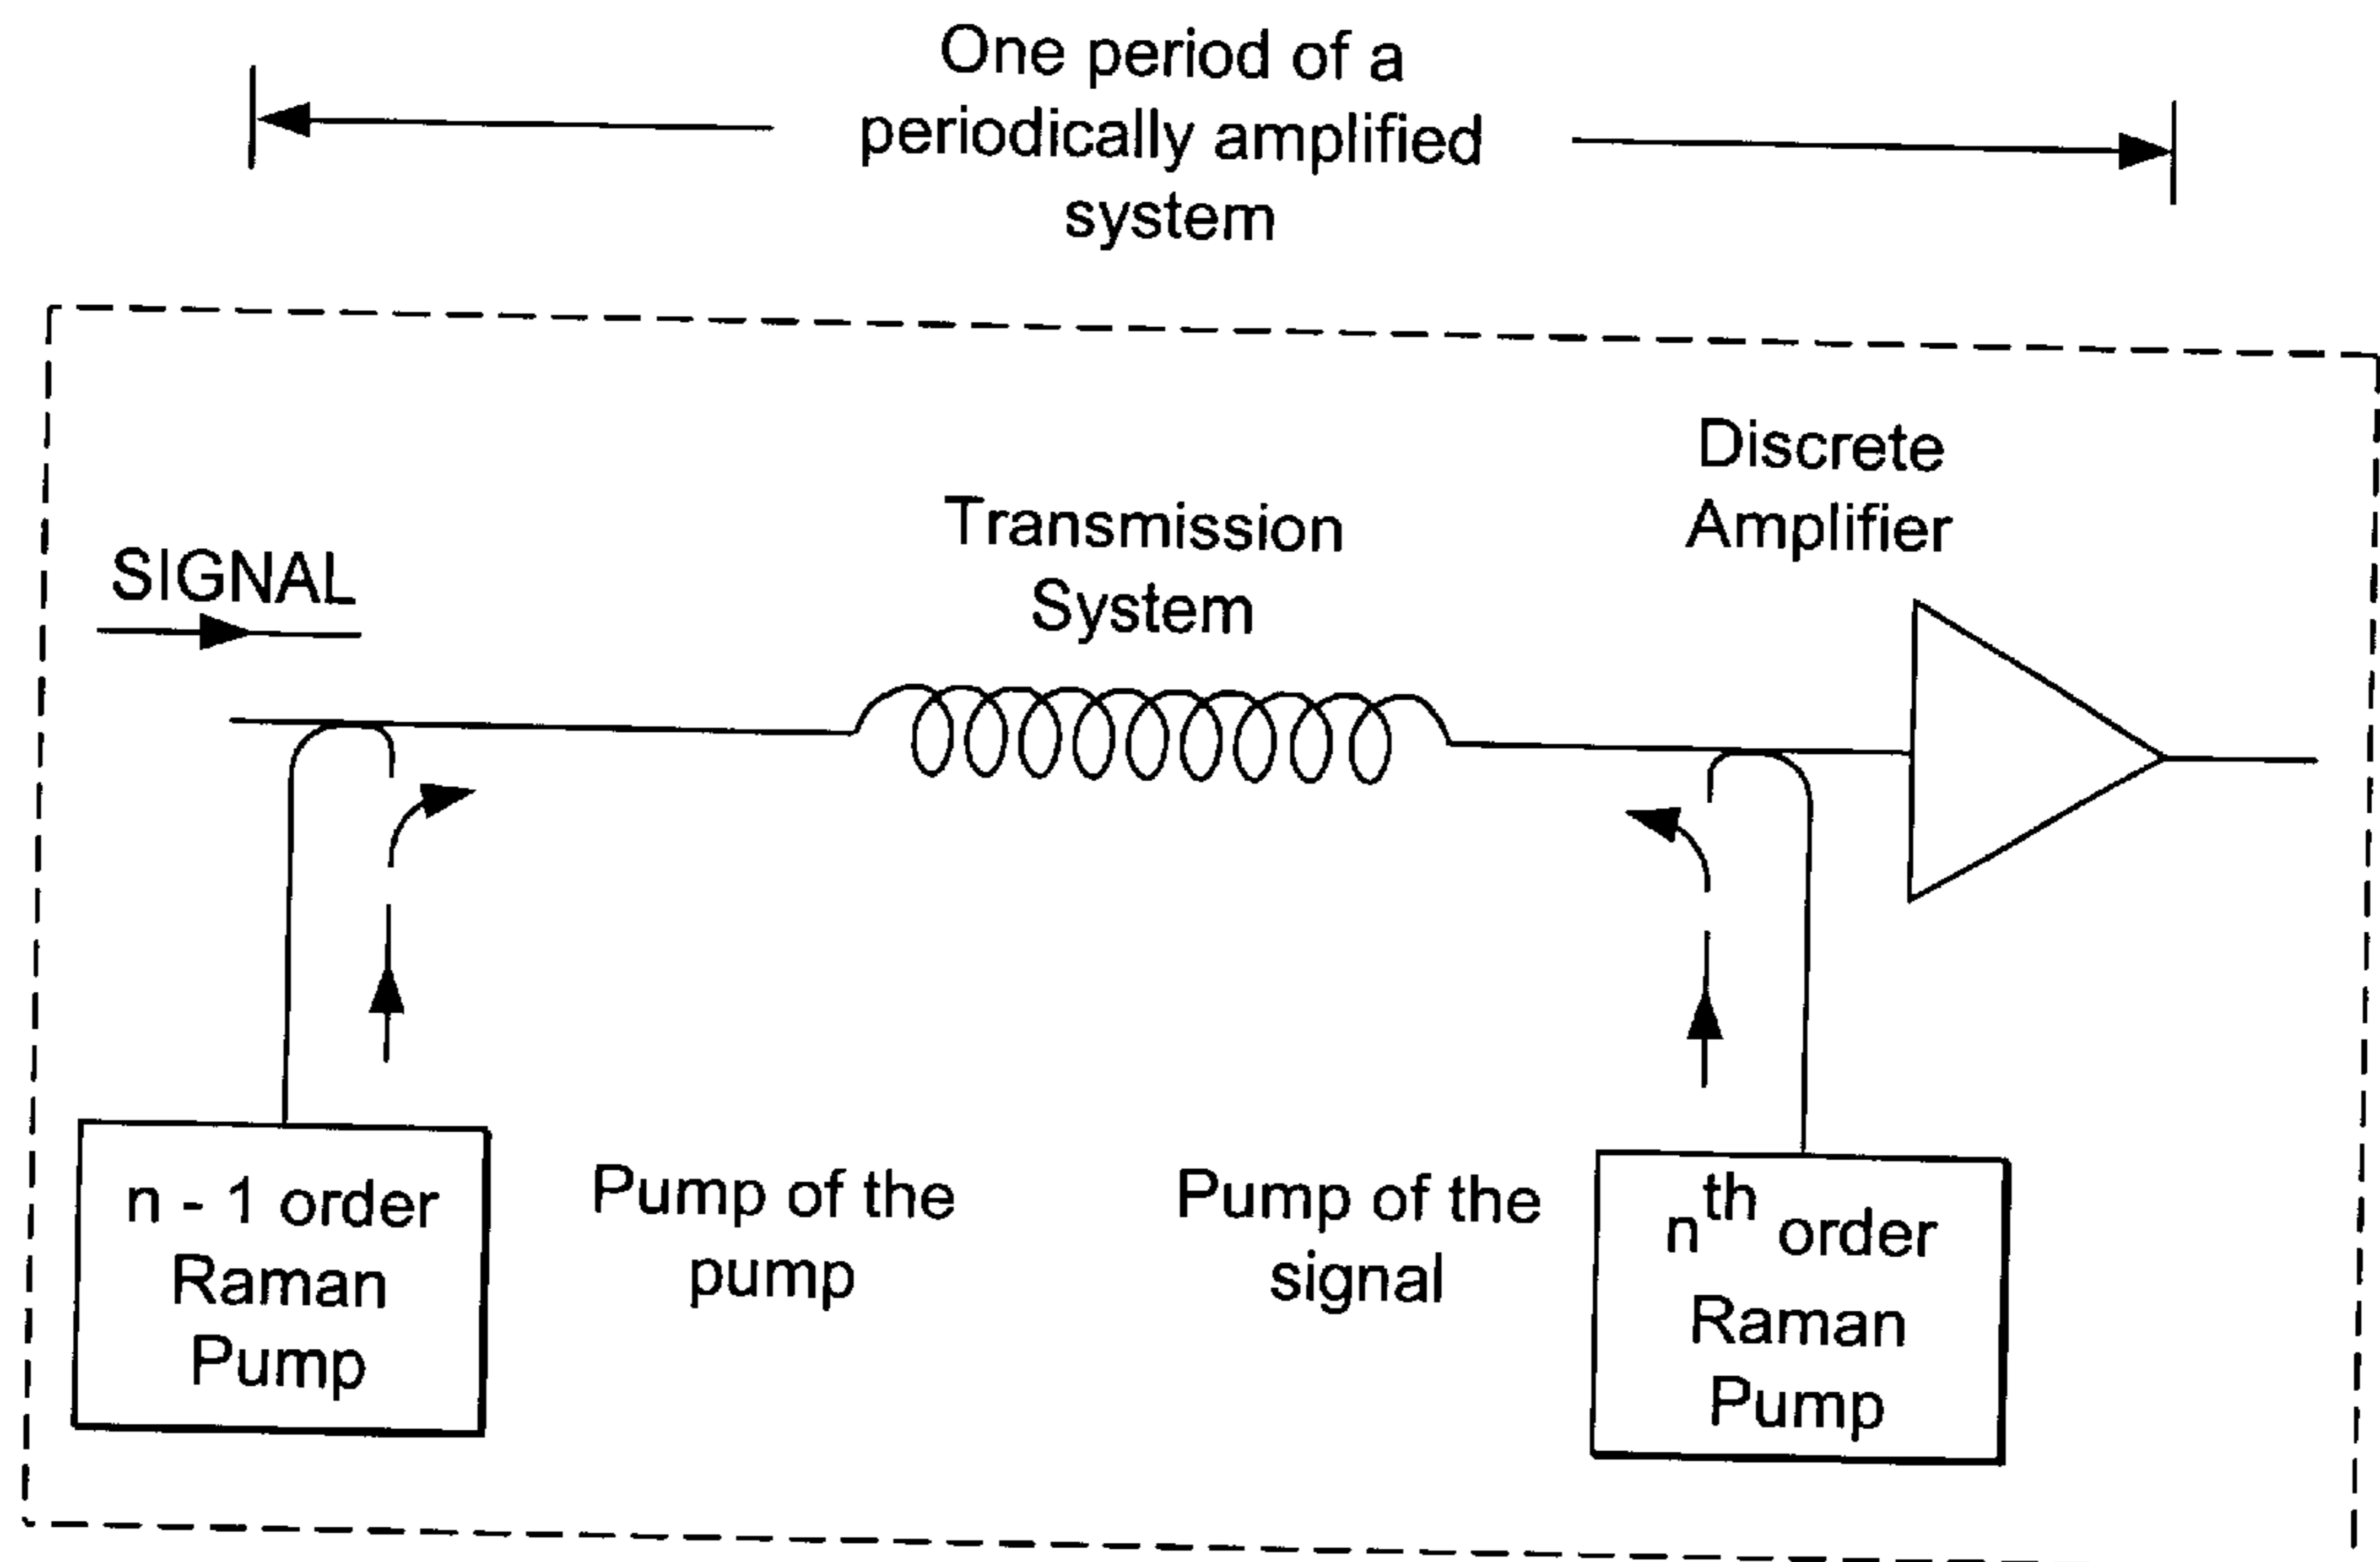 One period of a
periodically amplified
system
Discrete
Amplifier
Transmission
System
SIGNAL
n - 1 order
Raman
Pump
Pump of the
pump
Pump of the
signal
nth order
Raman
Pump